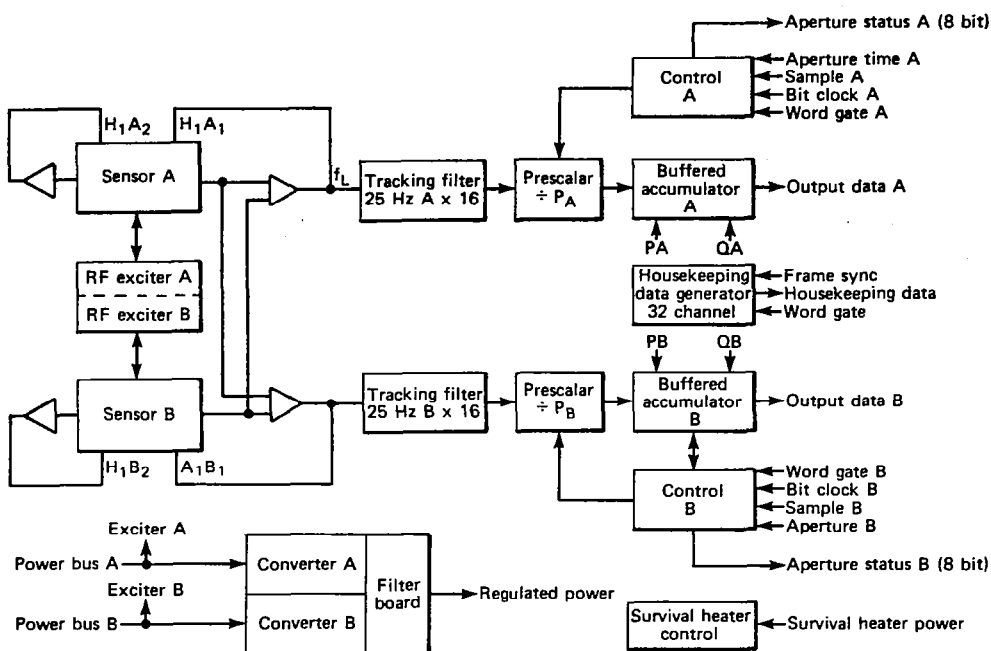 Aperture status A (8 bit)
Control
A
Aperture time A
Sample A
Bit clock A
Word gate A
H₁A₂
H₁A₁
Sensor A
fL
Tracking filter
25 Hz A x 16
Prescalar
÷ PA
Buffered
accumulator
A
Output data A
PA
QA
RF exciter A
RF exciter B
Housekeeping
data generator
32 channel
Frame sync
Housekeeping data
Word gate
PB
QB
Sensor B
Tracking filter
25 Hz B x 16
Prescalar
÷ PB
Buffered
accumulator
B
Output data B
H₁B₂
A₁B₁
Control
B
Word gate B
Bit clock B
Sample B
Aperture B
Aperture status B (8 bit)
Exciter A
Power bus A
Exciter B
Power bus B
Converter A
Converter B
Filter
board
Regulated power
Survival heater
control
Survival heater power